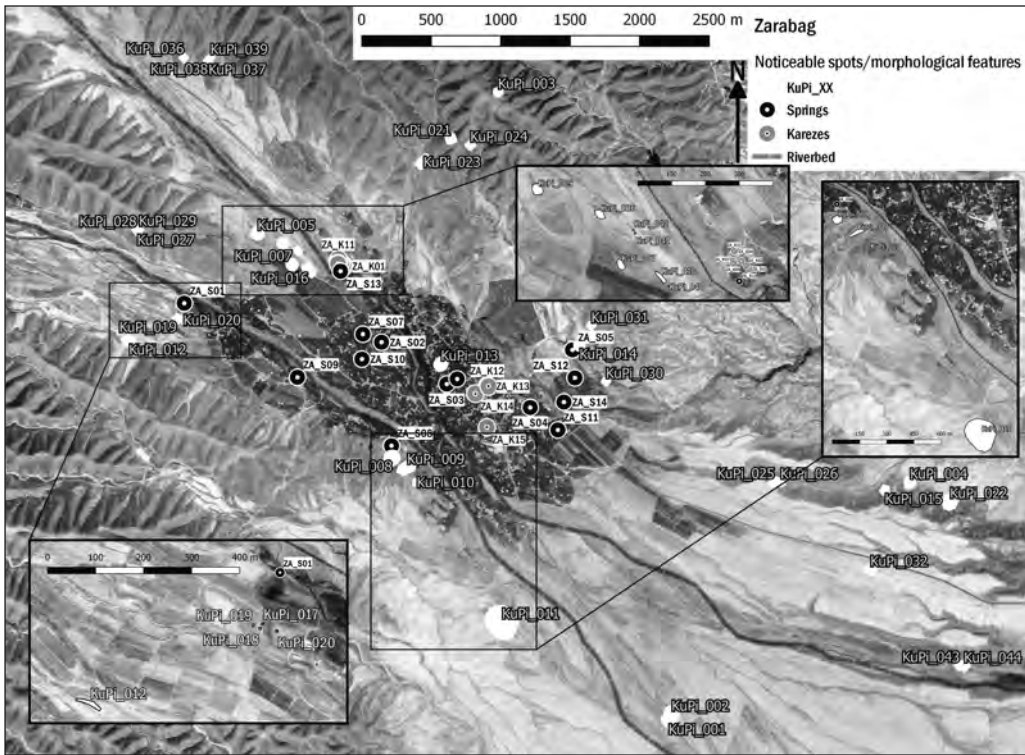 0 500 1000 1500 2000 2500 m
Zarabag
Noticeable spots/morphological features
KuPi_XX
Springs
Karezes
Riverbed
N
KuPi_036 KuPi_039
KuPi_038 KuPi_037
KuPi_003
KuPi_021 KuPi_024
KuPi_023
KuPi_028 KuPi_029
KuPi_027
KuPi_005
KuPi_007
KuPi_016
ZA_K11
ZA_K01
ZA_S13
ZA_S01
KuPi_019 KuPi_020
KuPi_012
ZA_S07
ZA_S02
ZA_S10
ZA_S09
KuPi_013
ZA_K12
ZA_K13
ZA_S03
ZA_K14
ZA_K15
ZA_S04
KuPi_031
ZA_S05
KuPi_014
ZA_S12
KuPi_030
ZA_S14
ZA_S11
ZA_S08
KuPi_008 KuPi_009
KuPi_010
KuPi_025 KuPi_026
KuPi_004
KuPi_015 KuPi_022
KuPi_032
KuPi_011
KuPi_043 KuPi_044
KuPi_002
KuPi_001
0 100 200 300 400 m
ZA_S01
KuPi_019 KuPi_017
KuPi_018 KuPi_020
KuPi_012